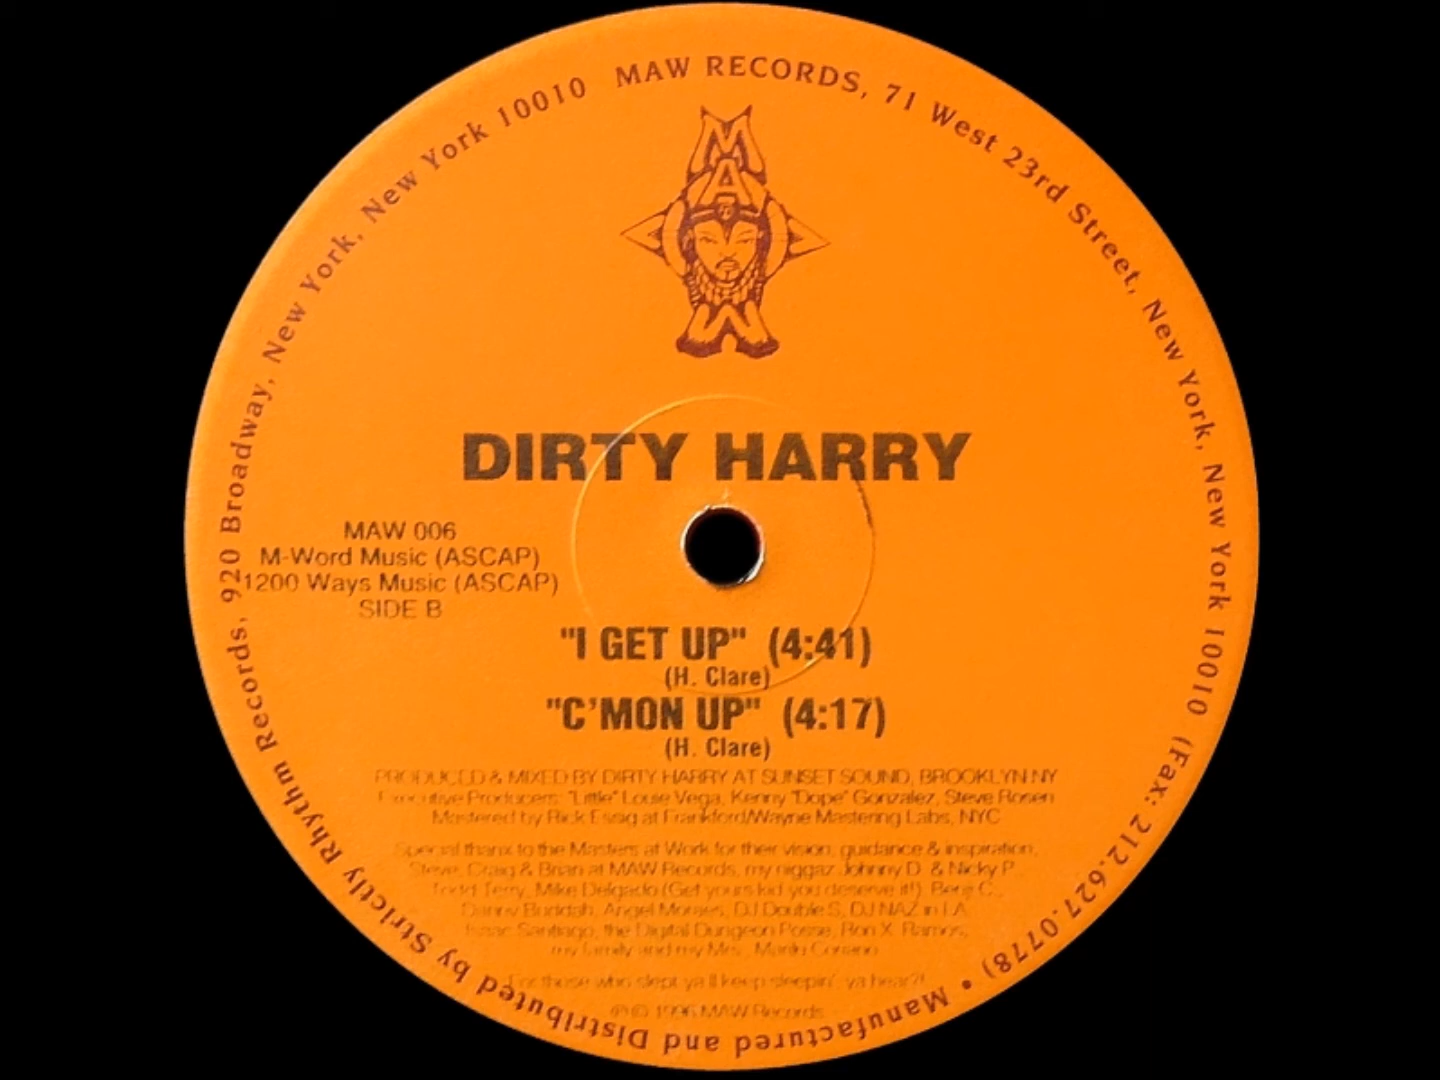 MAW RECORDS, 71 West 23rd Street, New York, New York 10010 (Fax: 212.627.0778) • Manufactured and Distributed by Strictly Rhythm Records, 920 Broadway, New York, New York 10010
MAW
DIRTY HARRY
MAW 006
M-Word Music (ASCAP)
1200 Ways Music (ASCAP)
SIDE B
"I GET UP" (4:41)
(H. Clare)
"C'MON UP" (4:17)
(H. Clare)
PRODUCED & MIXED BY DIRTY HARRY AT SUNSET SOUND, BROOKLYN NY
Executive Producers: "Little" Louie Vega, Kenny "Dope" Gonzalez, Steve Rosen
Mastered by Rick Essig at Frankford/Wayne Mastering Labs, NYC
Special thanx to the Masters at Work for their vision, guidance & inspiration,
Steve, Craig & Brian at MAW Records, my niggaz Johnny D. & Nicky P.
Todd Terry, Mike Delgado (Get yours kid you deserve it!), Benji C.,
Danny Buddah, Angel Moraes, DJ Double S, DJ NAZ in LA
Isaac Santiago, the Digital Dungeon Posse, Ron X. Ramos,
my family and my Mrs.,
For those who slept ya'll keep sleepin' ya hear?!
℗ © 1996 MAW Records